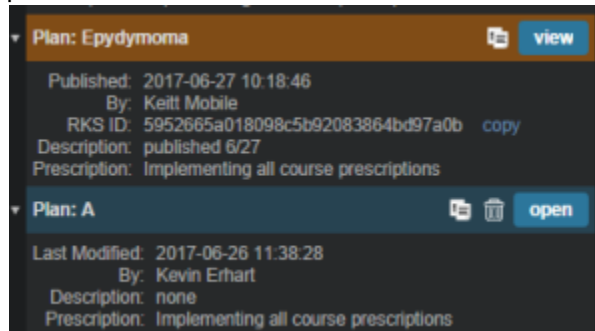 Plan: Epydymoma view
Published: 2017-06-27 10:18:46
By: Keitt Mobile
RKS ID: 5952665a018098c5b92083864bd97a0b copy
Description: published 6/27
Prescription: Implementing all course prescriptions
Plan: A open
Last Modified: 2017-06-26 11:38:28
By: Kevin Erhart
Description: none
Prescription: Implementing all course prescriptions